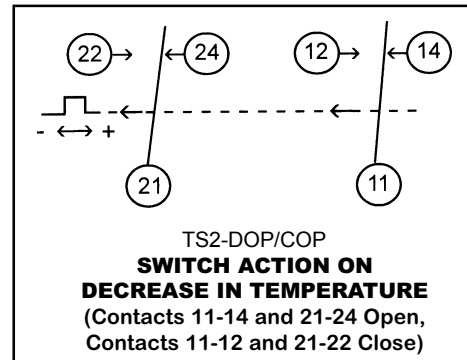 22 24 12 14
- +
21 11
TS2-DOP/COP
SWITCH ACTION ON
DECREASE IN TEMPERATURE
(Contacts 11-14 and 21-24 Open,
Contacts 11-12 and 21-22 Close)